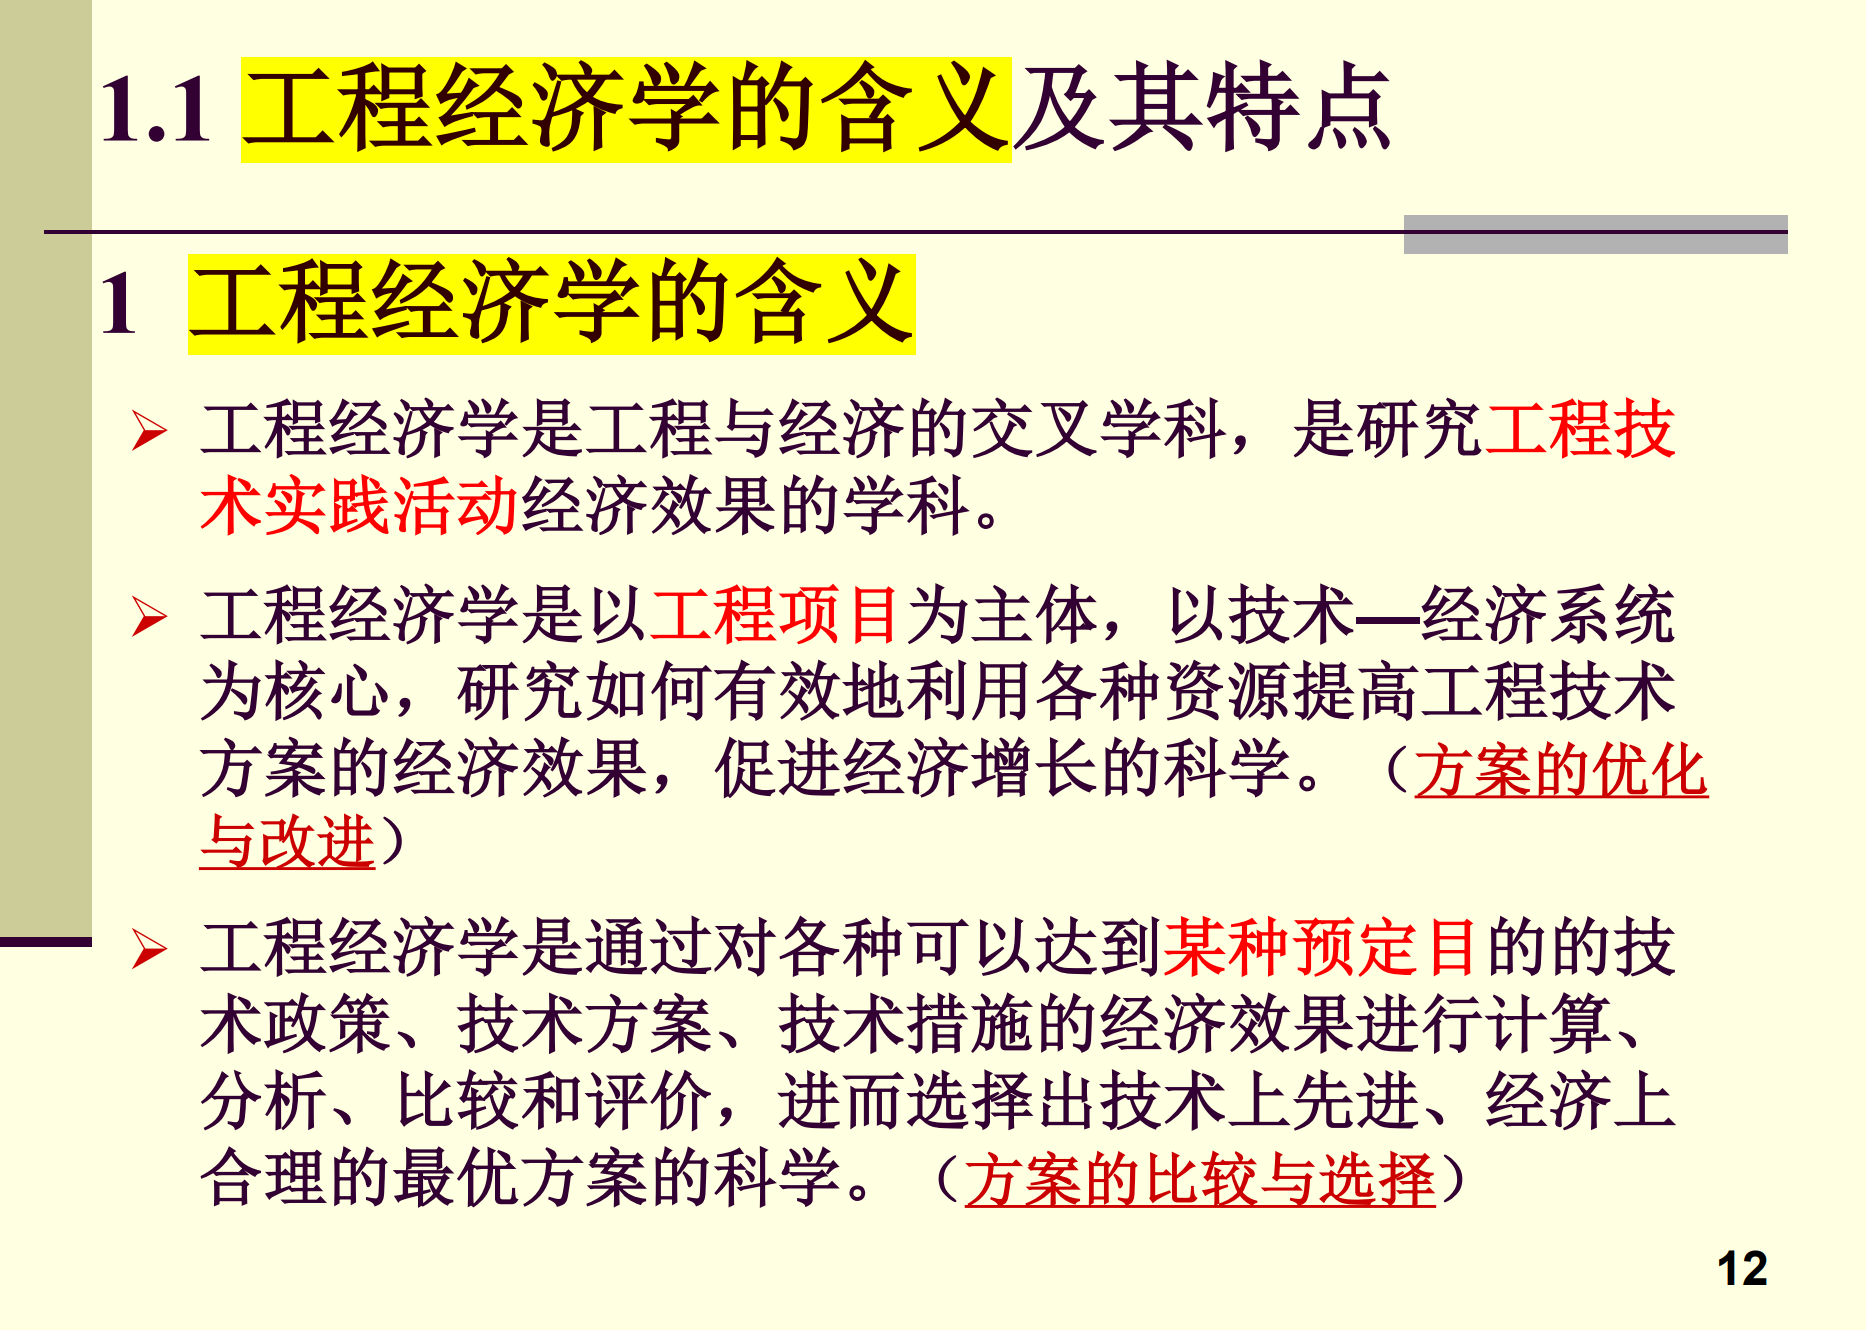 1.1 工程经济学的含义及其特点
1 工程经济学的含义
工程经济学是工程与经济的交叉学科，是研究工程技
术实践活动经济效果的学科。
工程经济学是以工程项目为主体，以技术—经济系统
为核心，研究如何有效地利用各种资源提高工程技术
方案的经济效果，促进经济增长的科学。（方案的优化
与改进）
工程经济学是通过对各种可以达到某种预定目的的技
术政策、技术方案、技术措施的经济效果进行计算、
分析、比较和评价，进而选择出技术上先进、经济上
合理的最优方案的科学。（方案的比较与选择）
12